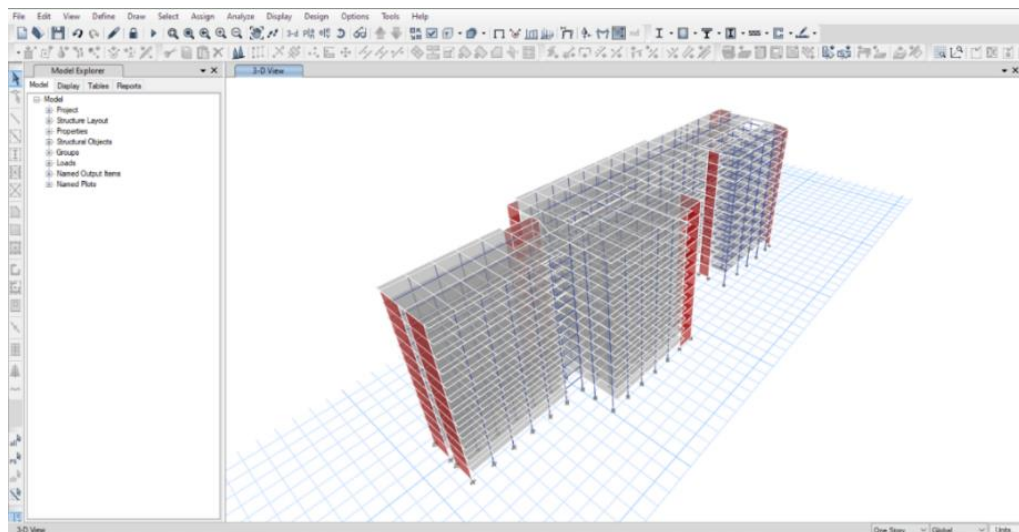 File Edit View Define Draw Select Assign Analyze Display Design Options Tools Help
Model Explorer
3-D View
Model Display Tables Reports
Model
Project
Structure Layout
Properties
Structural Objects
Groups
Loads
Named Output Items
Named Plots
3-D View
One Story Global Units